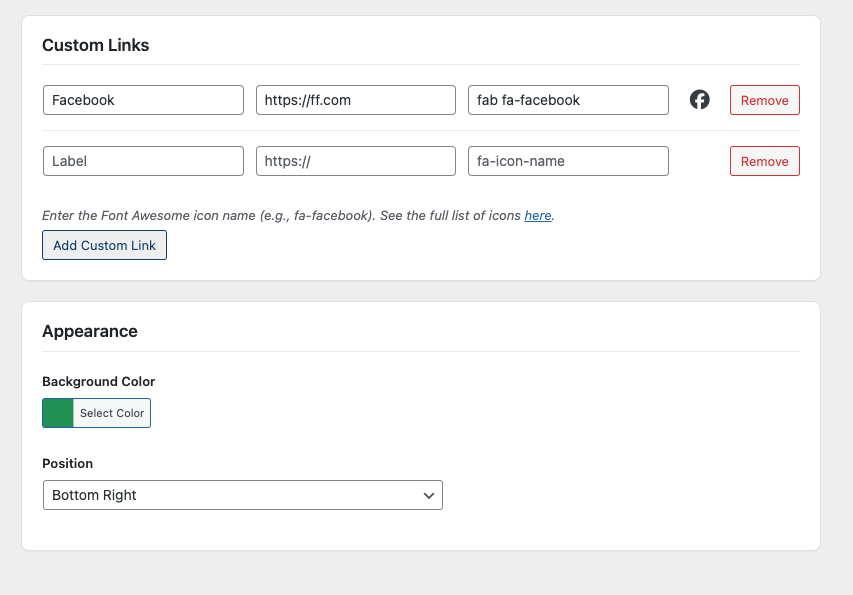 Custom Links
Facebook https://ff.com fab fa-facebook Remove
Label https:// fa-icon-name Remove
Enter the Font Awesome icon name (e.g., fa-facebook). See the full list of icons here.
Add Custom Link
Appearance
Background Color
Select Color
Position
Bottom Right